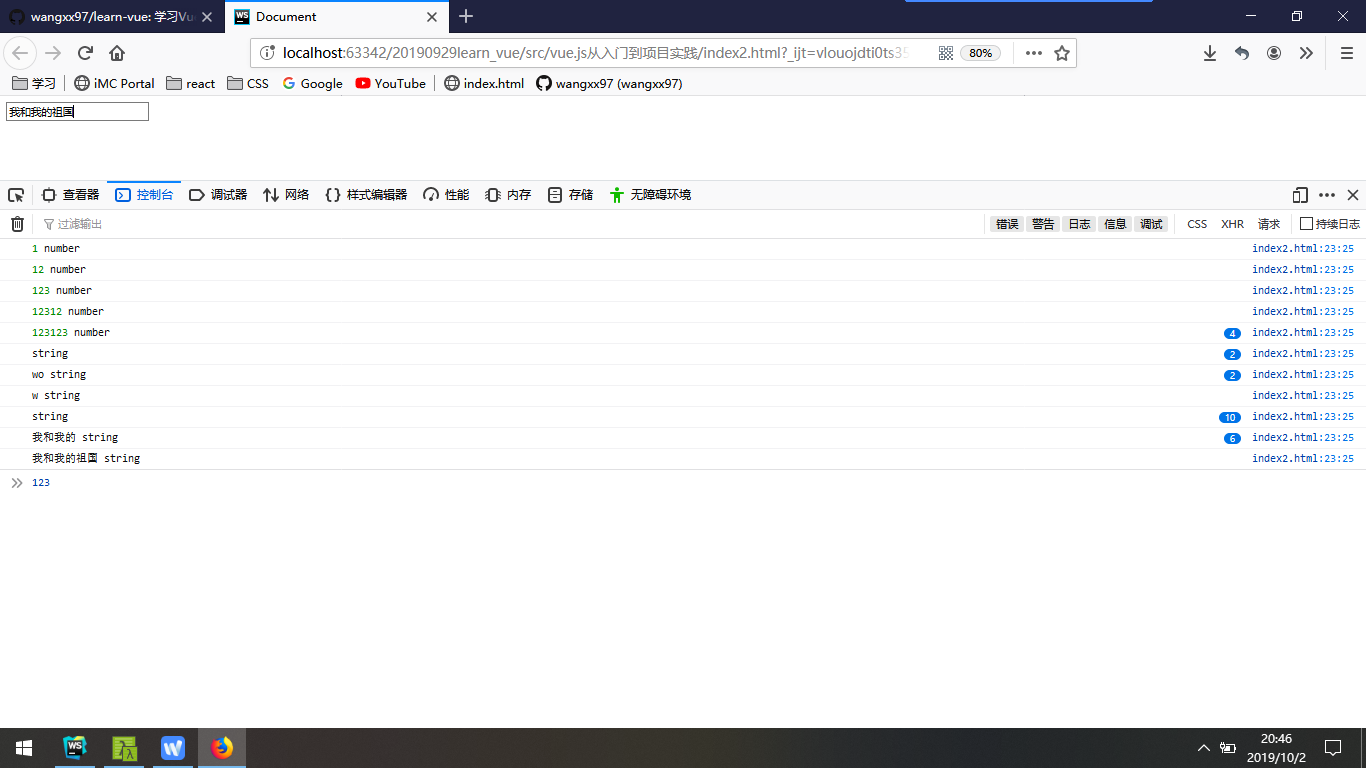 wangxx97/learn-vue: 学习Vu
WS Document
localhost:63342/20190929learn_vue/src/vue.js从入门到项目实践/index2.html?_ijt=vlouojdti0ts35 80%
学习 iMC Portal react CSS Google YouTube index.html wangxx97 (wangxx97)
我和我的祖国
查看器 控制台 调试器 网络 样式编辑器 性能 内存 存储 无障碍环境
过滤输出 错误 警告 日志 信息 调试 CSS XHR 请求 持续日志
1 number index2.html:23:25
12 number index2.html:23:25
123 number index2.html:23:25
12312 number index2.html:23:25
123123 number 4 index2.html:23:25
string 2 index2.html:23:25
wo string 2 index2.html:23:25
w string index2.html:23:25
string 10 index2.html:23:25
我和我的 string 6 index2.html:23:25
我和我的祖国 string index2.html:23:25
123
WS W
20:46
2019/10/2